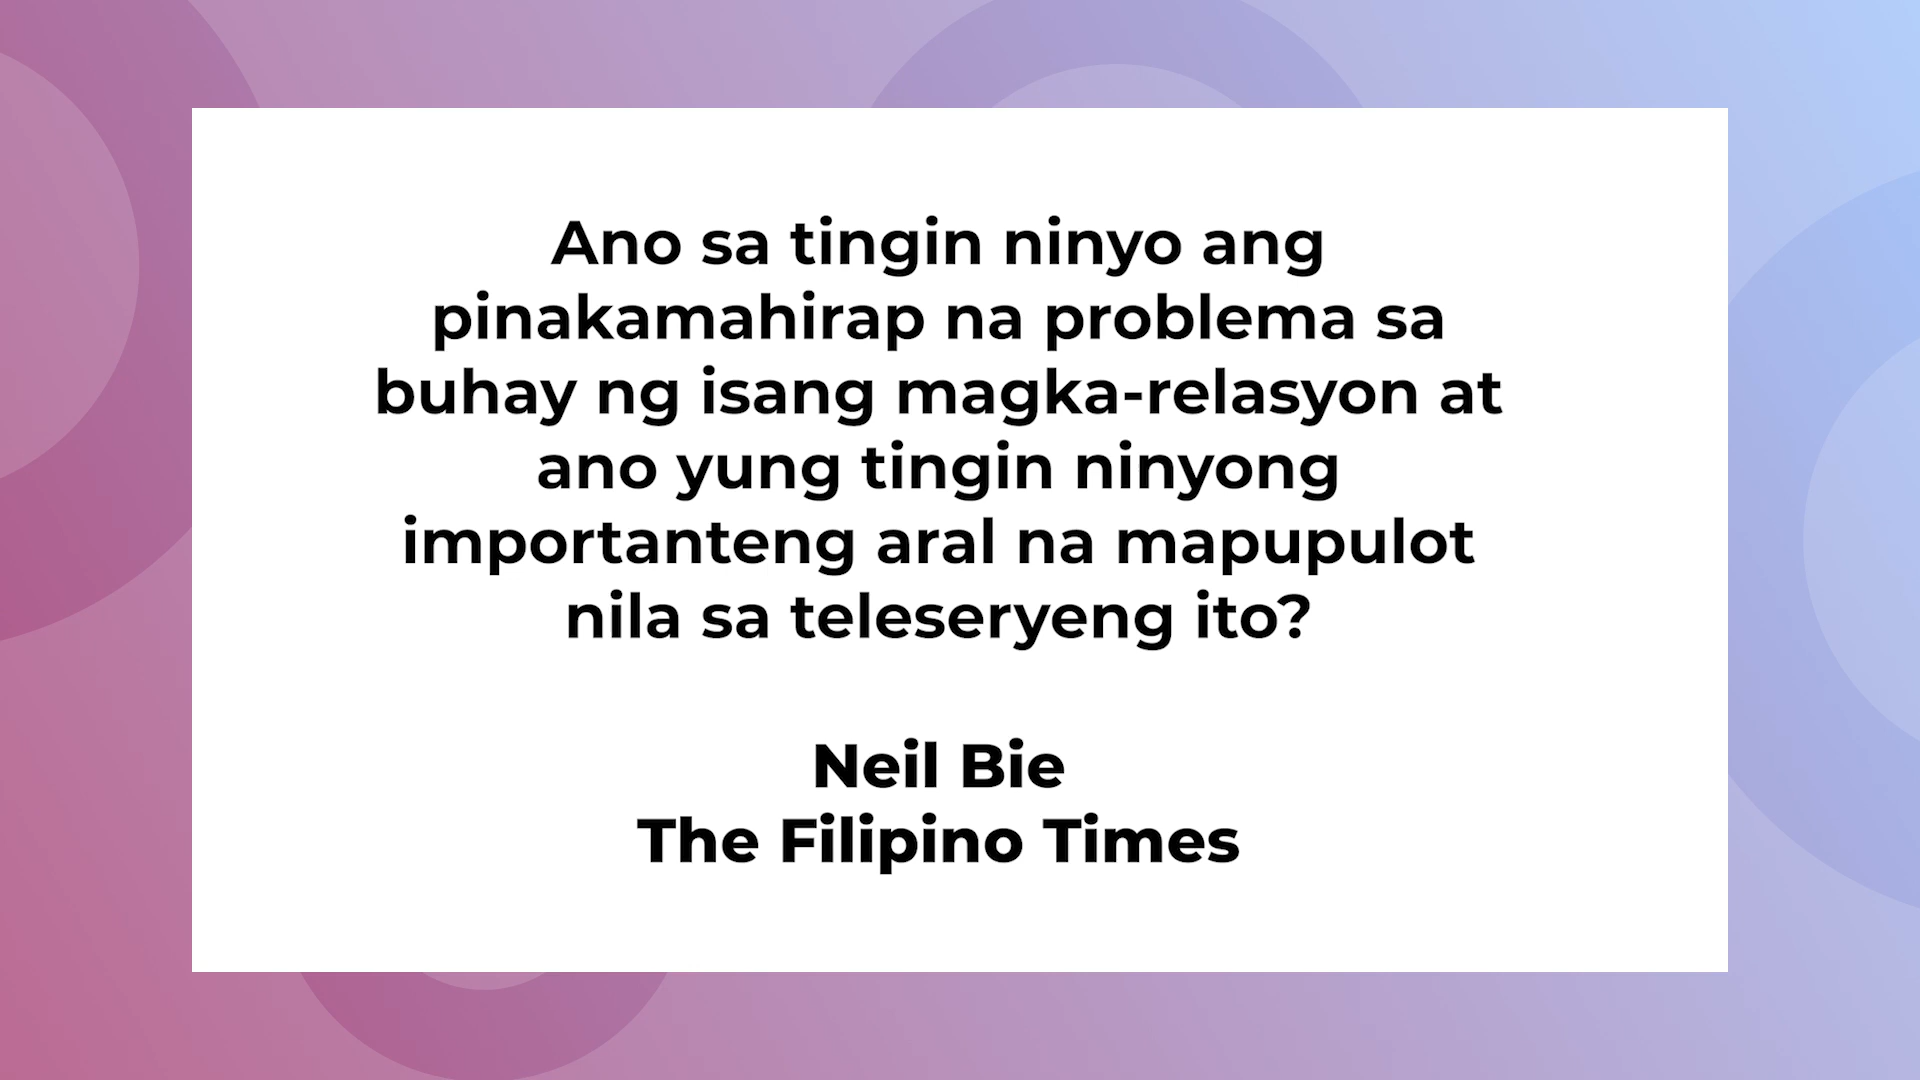 Ano sa tingin ninyo ang
pinakamahirap na problema sa
buhay ng isang magka-relasyon at
ano yung tingin ninyong
importanteng aral na mapupulot
nila sa teleseryeng ito?
Neil Bie
The Filipino Times